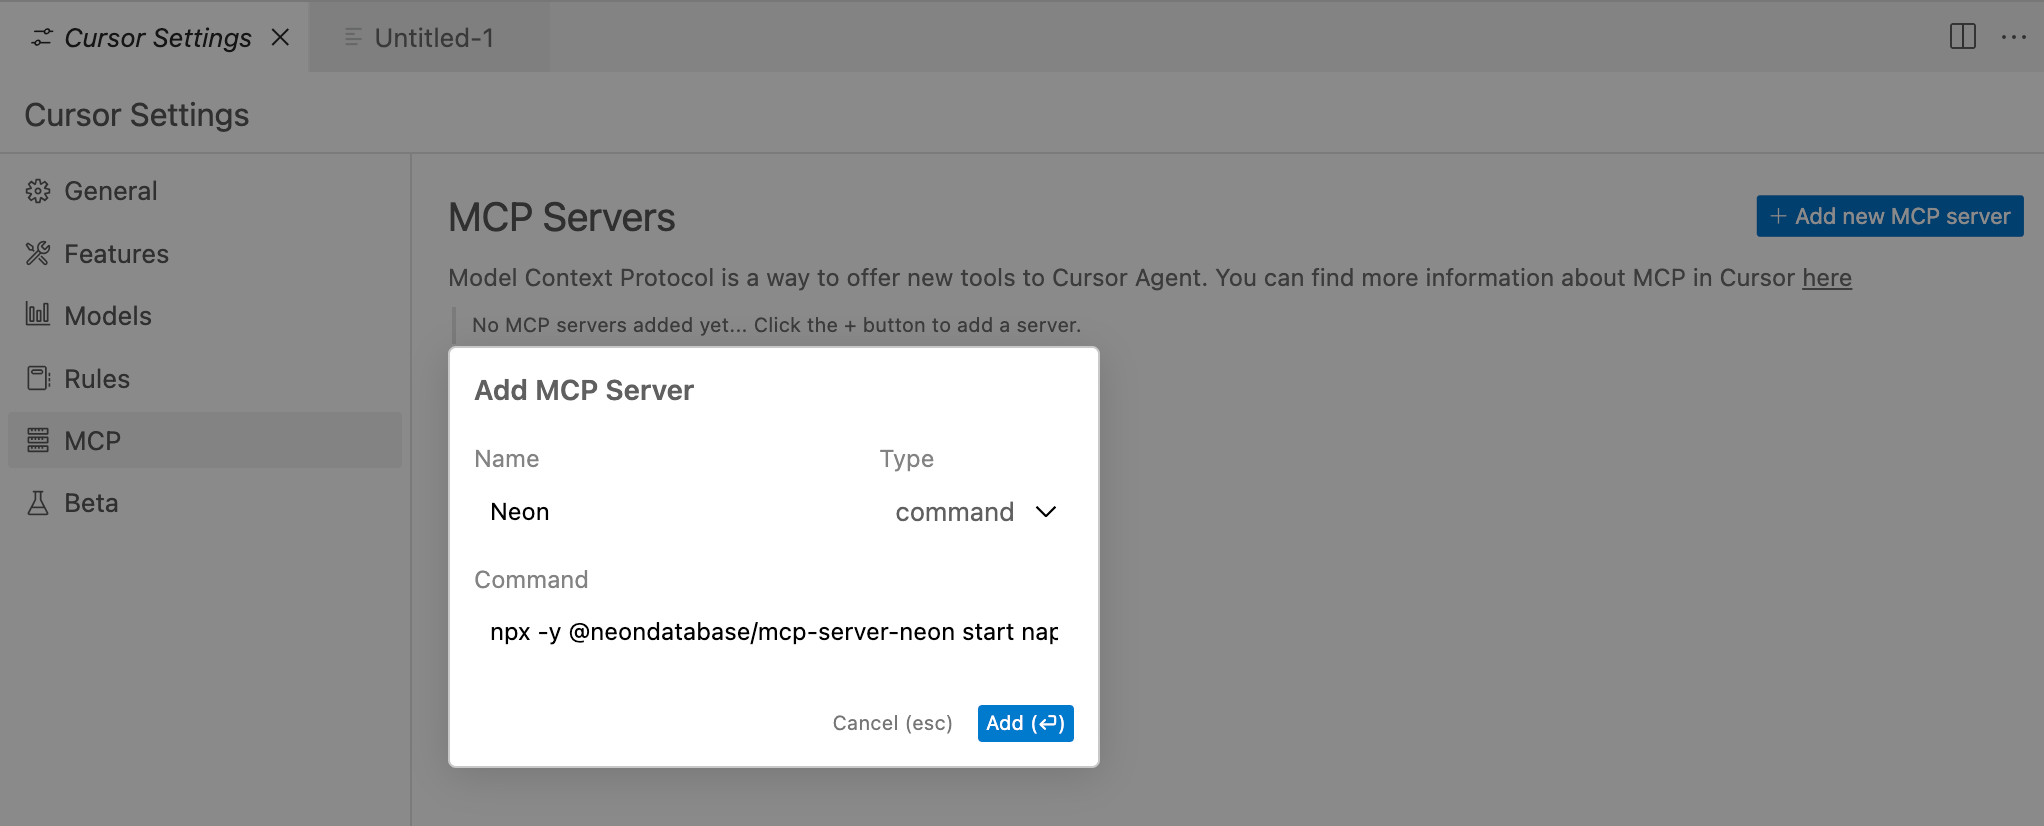 Cursor Settings
Untitled-1
Cursor Settings
General
Features
Models
Rules
MCP
Beta
MCP Servers
+ Add new MCP server
Model Context Protocol is a way to offer new tools to Cursor Agent. You can find more information about MCP in Cursor here
No MCP servers added yet... Click the + button to add a server.
Add MCP Server
Name
Type
Neon
command
Command
npx -y @neondatabase/mcp-server-neon start nap
Cancel (esc)
Add (⏎)